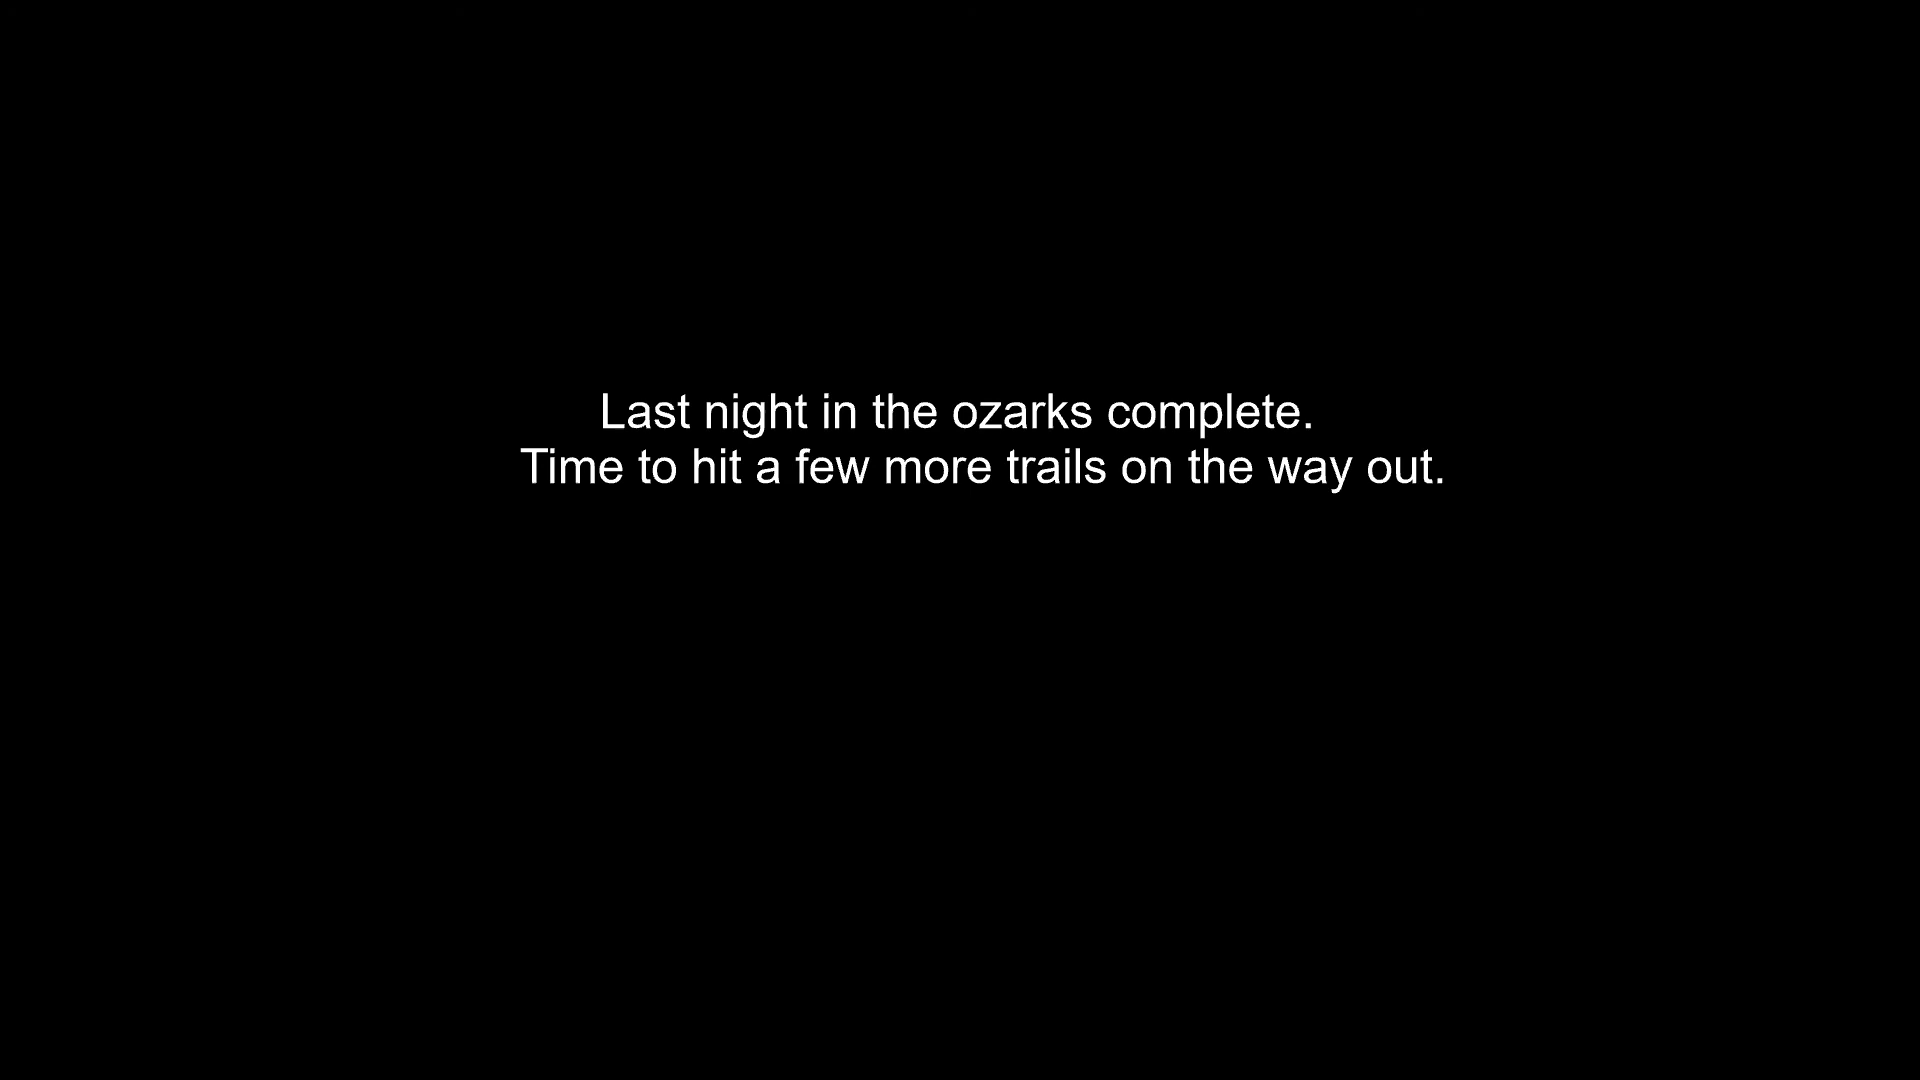 Last night in the ozarks complete.
Time to hit a few more trails on the way out.